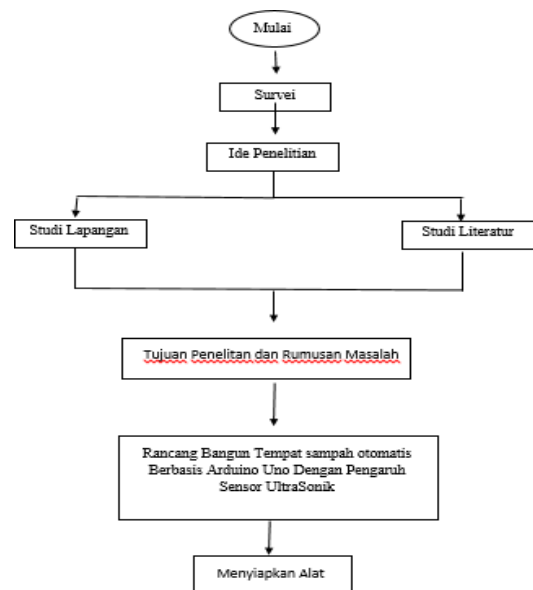 Mulai
Survei
Ide Penelitian
Studi Lapangan
Studi Literatur
Tujuan Penelitan dan Rumusan Masalah
Rancang Bangun Tempat sampah otomatis
Berbasis Arduino Uno Dengan Pengaruh
Sensor UltraSonik
Menyiapkan Alat